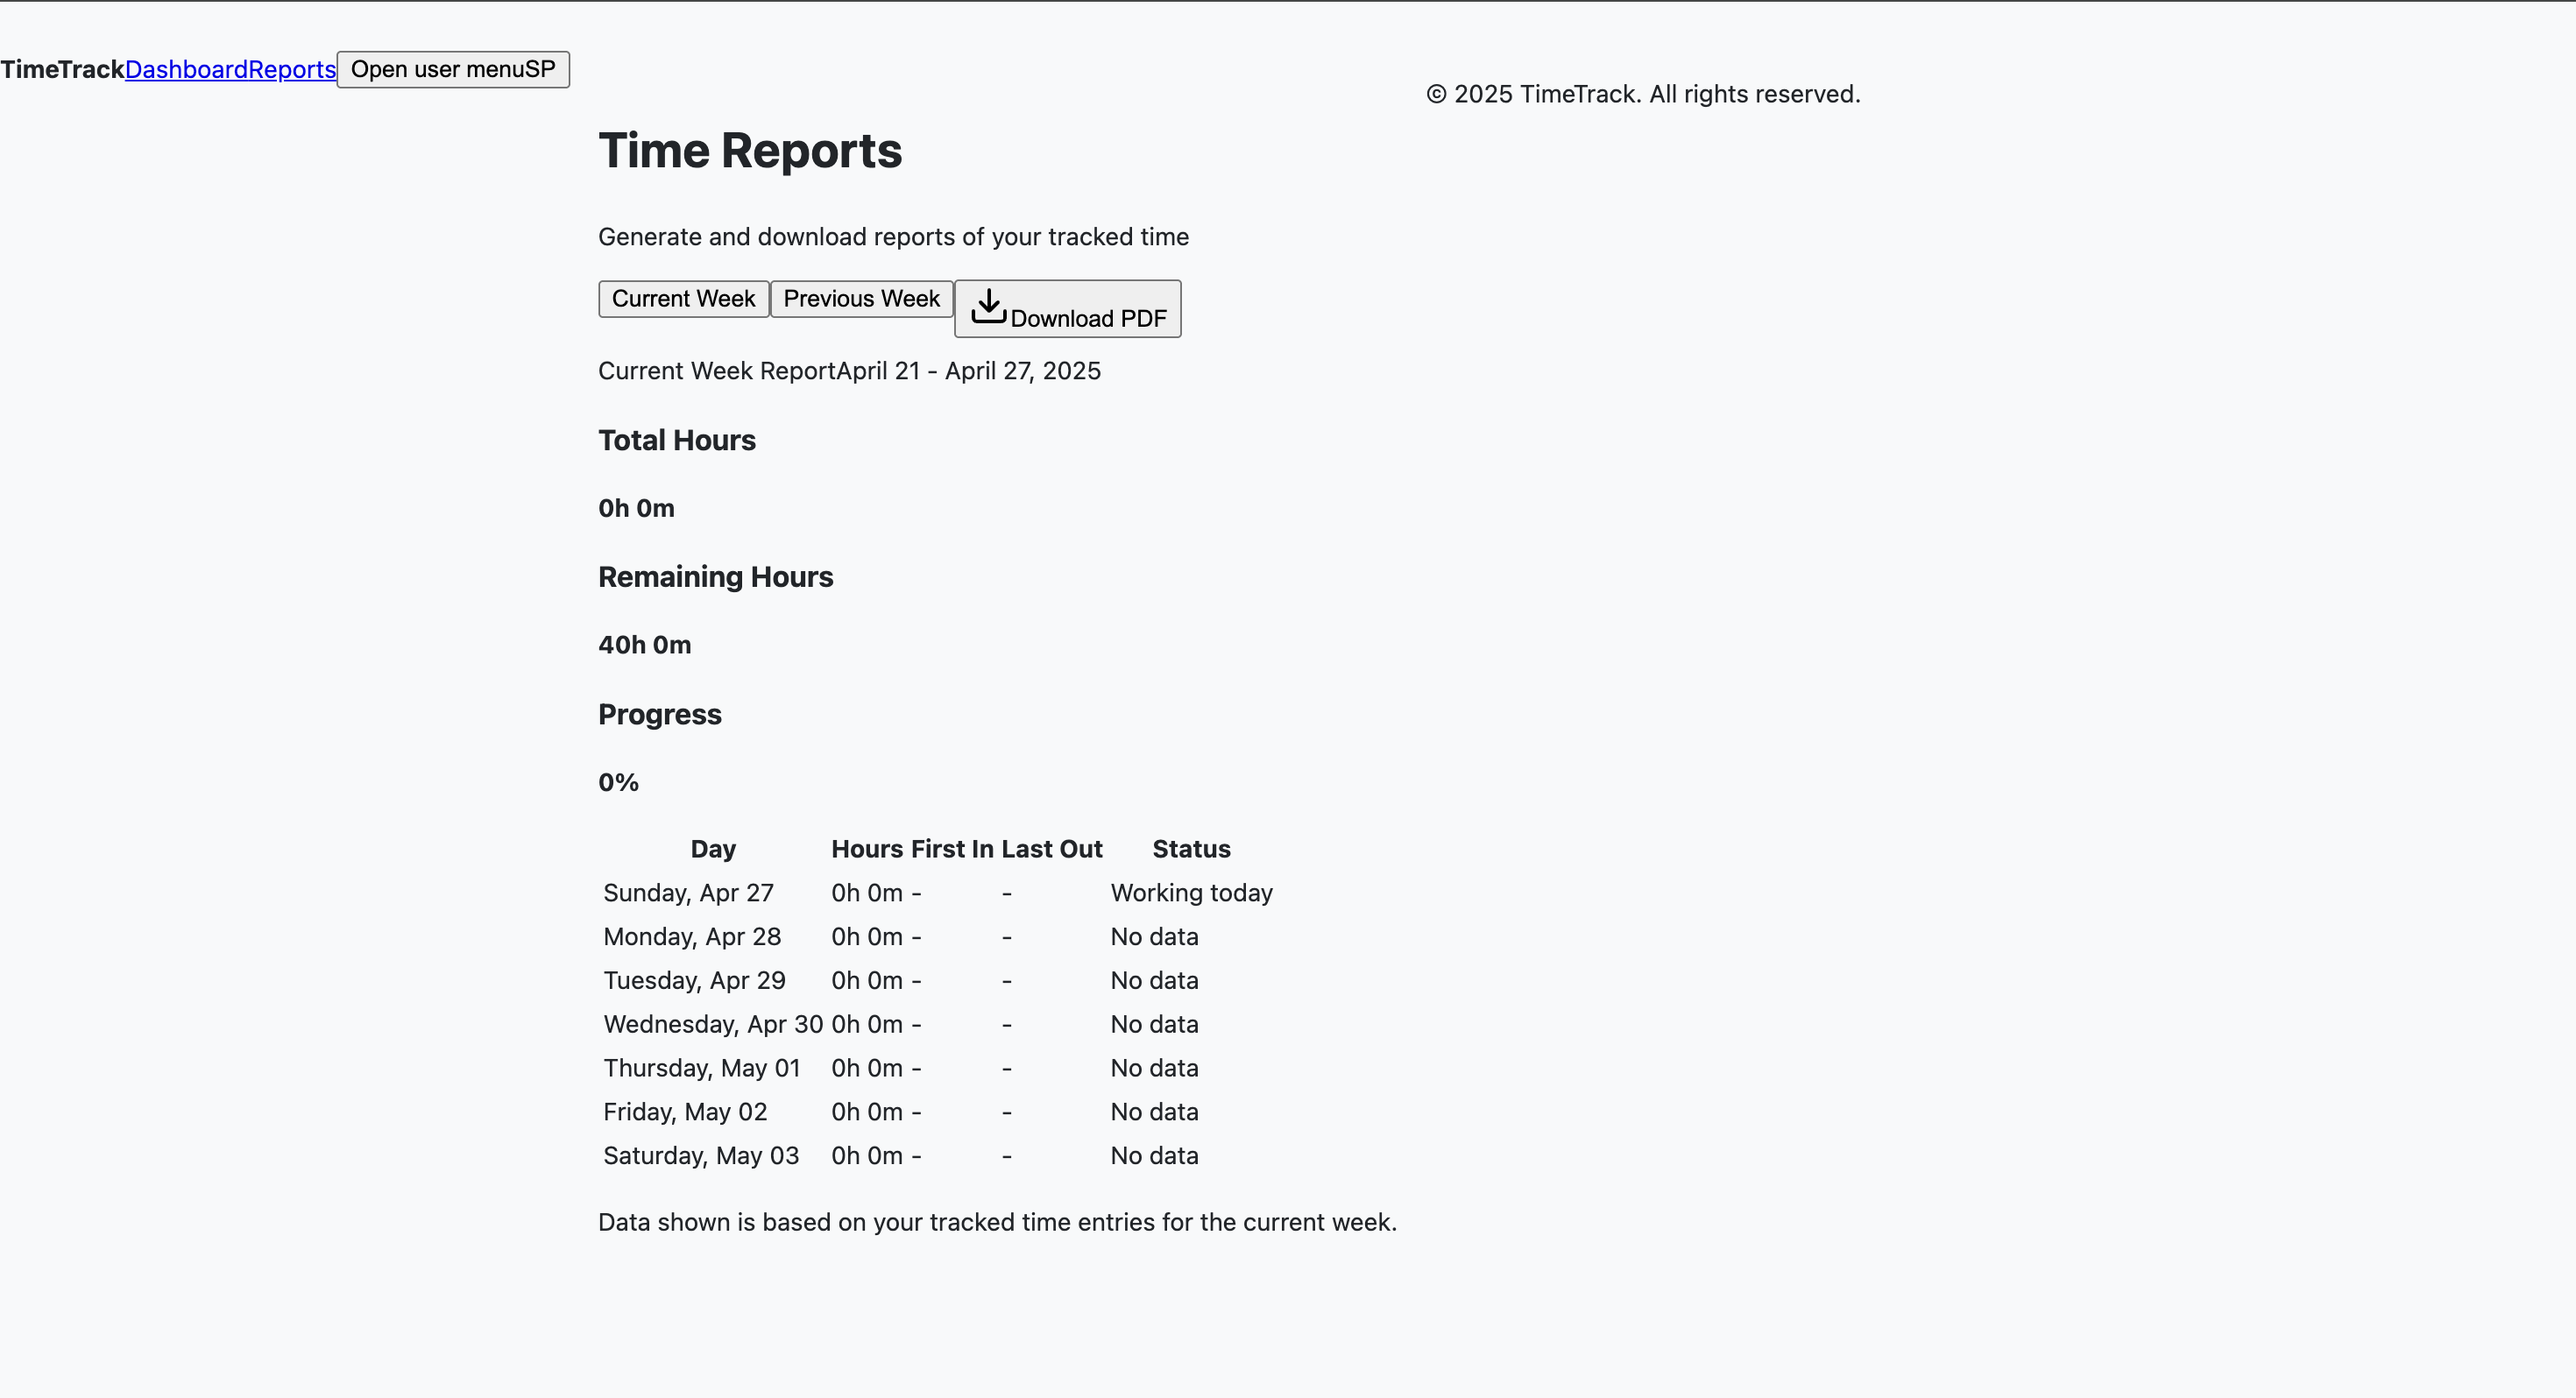 TimeTrackDashboardReports Open user menuSP
© 2025 TimeTrack. All rights reserved.
Time Reports
Generate and download reports of your tracked time
Current Week Previous Week Download PDF
Current Week ReportApril 21 - April 27, 2025
Total Hours
0h 0m
Remaining Hours
40h 0m
Progress
0%
Day Hours First In Last Out Status
Sunday, Apr 27 0h 0m - - Working today
Monday, Apr 28 0h 0m - - No data
Tuesday, Apr 29 0h 0m - - No data
Wednesday, Apr 30 0h 0m - - No data
Thursday, May 01 0h 0m - - No data
Friday, May 02 0h 0m - - No data
Saturday, May 03 0h 0m - - No data
Data shown is based on your tracked time entries for the current week.